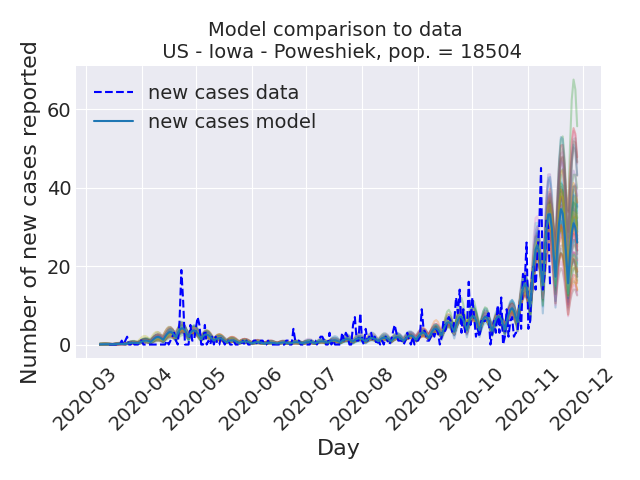 Model comparison to data
US - Iowa - Poweshiek, pop. = 18504
Number of new cases reported
60
40
20
0
new cases data
new cases model
2020-03
2020-04
2020-05
2020-06
2020-07
2020-08
2020-09
2020-10
2020-11
2020-12
Day